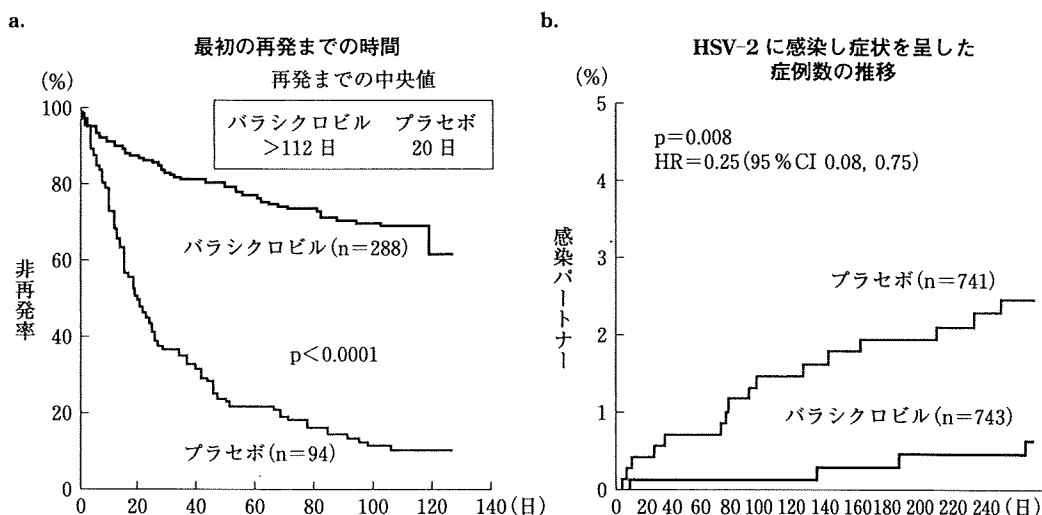 a.
最初の再発までの時間
(%)
再発までの中央値
バラシクロビル プラセボ
>112日 20日
100
80
60
40
20
0
非再発率
バラシクロビル(n=288)
p<0.0001
プラセボ(n=94)
0 20 40 60 80 100 120 140(日)
b.
HSV-2に感染し症状を呈した
症例数の推移
(%)
5
4
3
2
1
0
感染パートナー
p=0.008
HR=0.25(95%CI 0.08, 0.75)
プラセボ(n=741)
バラシクロビル(n=743)
0 20 40 60 80 100 120 140 160 180 200 220 240(日)